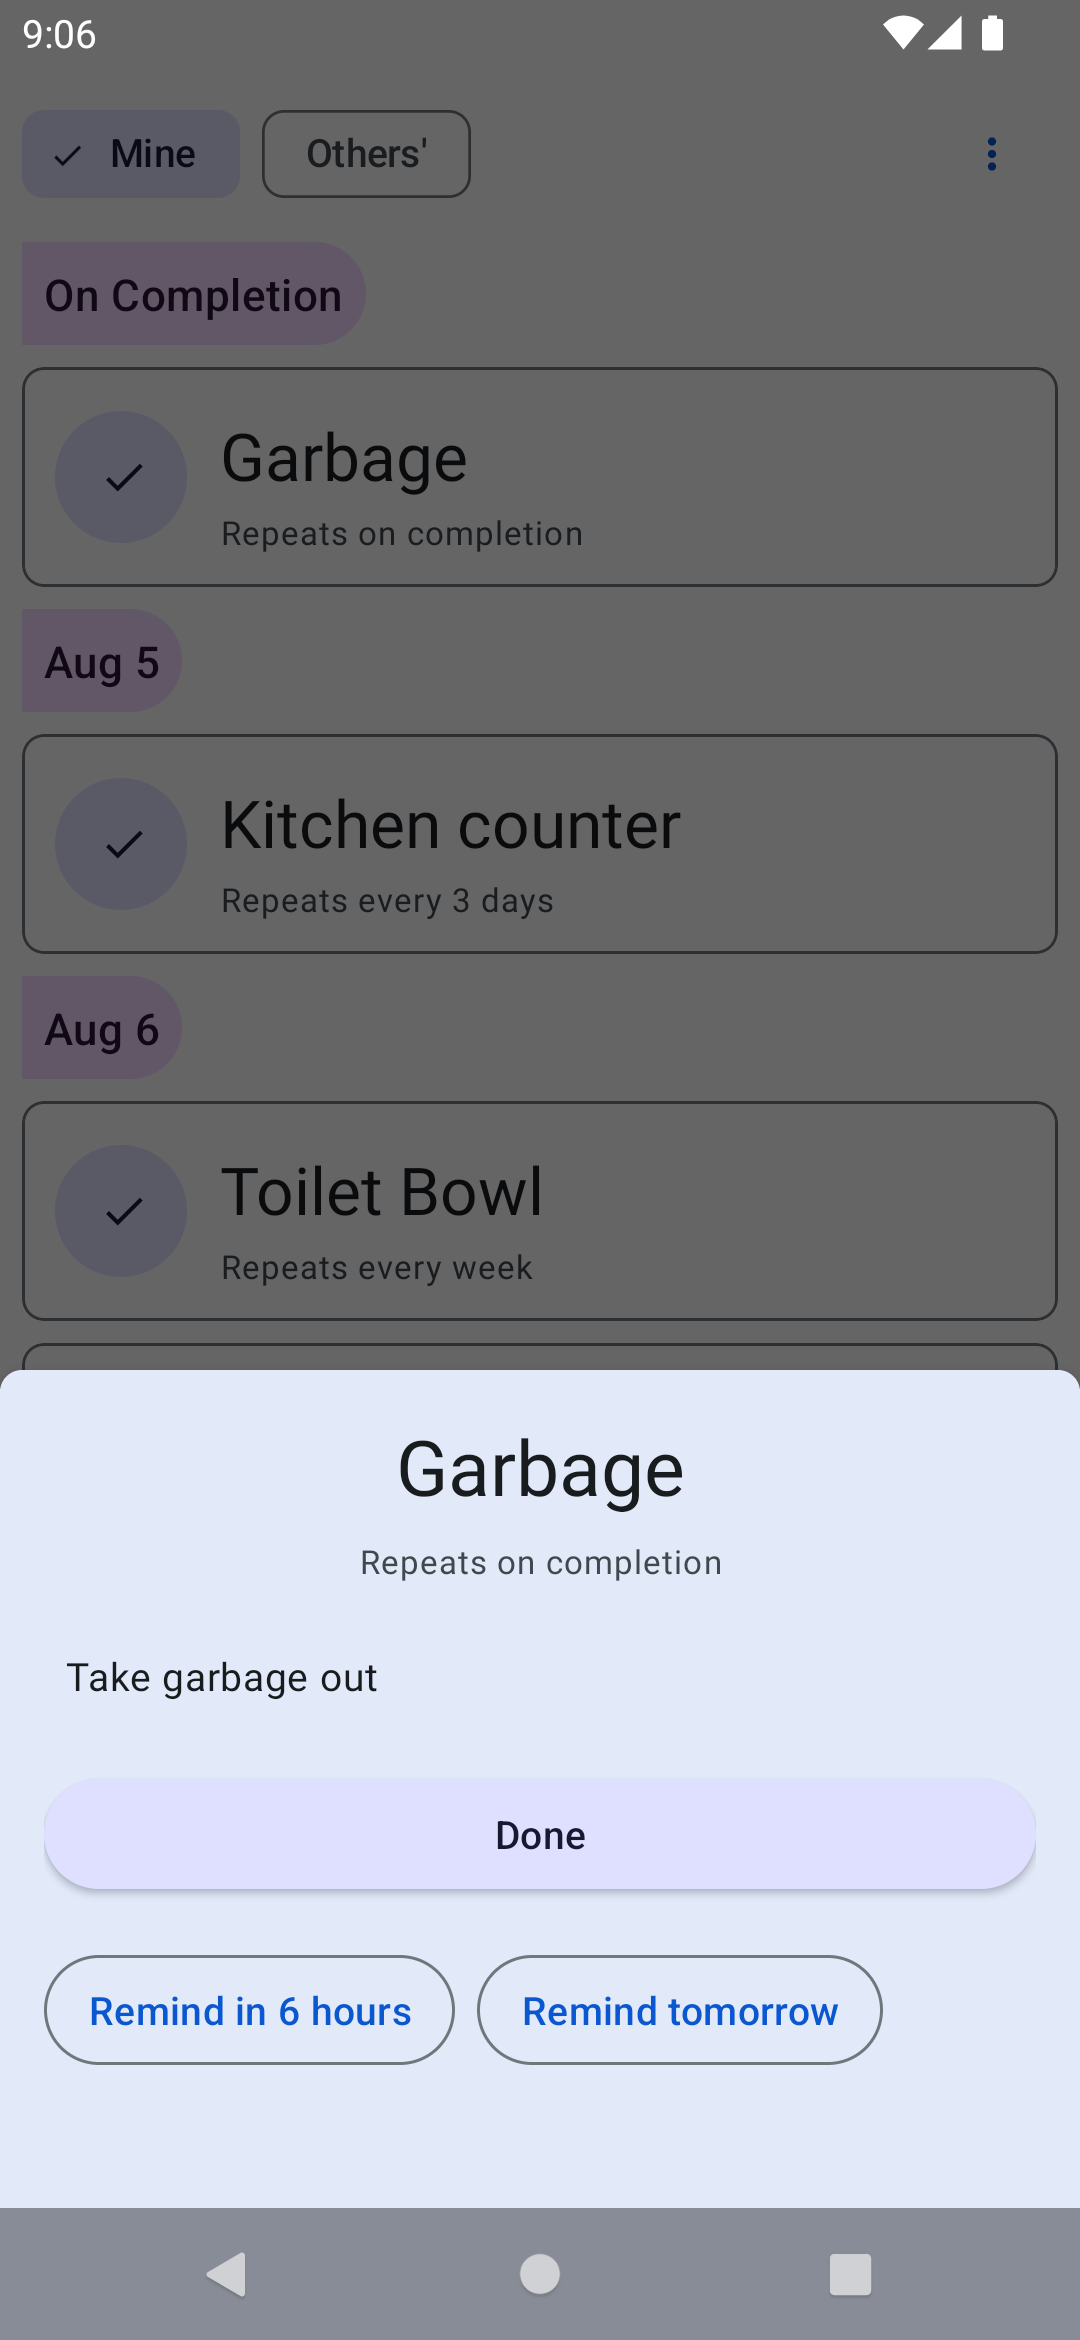 9:06
Mine
Others'
On Completion
Garbage
Repeats on completion
Aug 5
Kitchen counter
Repeats every 3 days
Aug 6
Toilet Bowl
Repeats every week
Garbage
Repeats on completion
Take garbage out
Done
Remind in 6 hours
Remind tomorrow